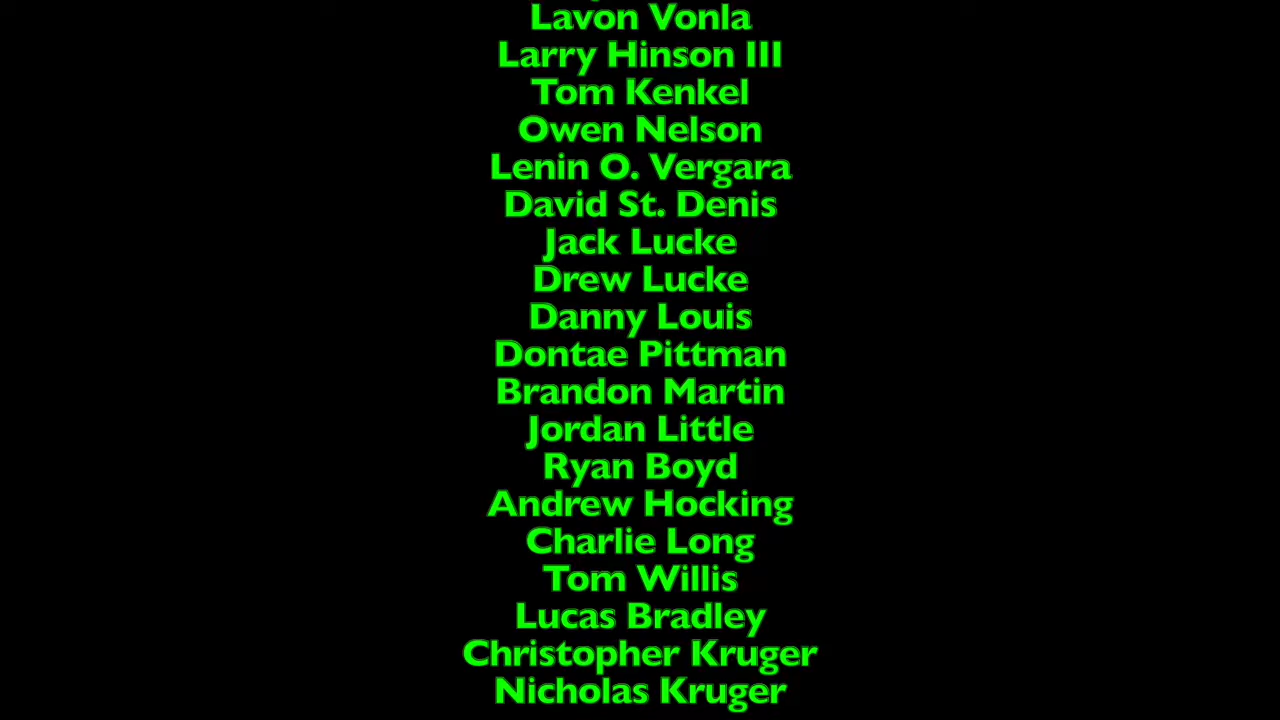 Lavon Vonla
Larry Hinson III
Tom Kenkel
Owen Nelson
Lenin O. Vergara
David St. Denis
Jack Lucke
Drew Lucke
Danny Louis
Dontae Pittman
Brandon Martin
Jordan Little
Ryan Boyd
Andrew Hocking
Charlie Long
Tom Willis
Lucas Bradley
Christopher Kruger
Nicholas Kruger